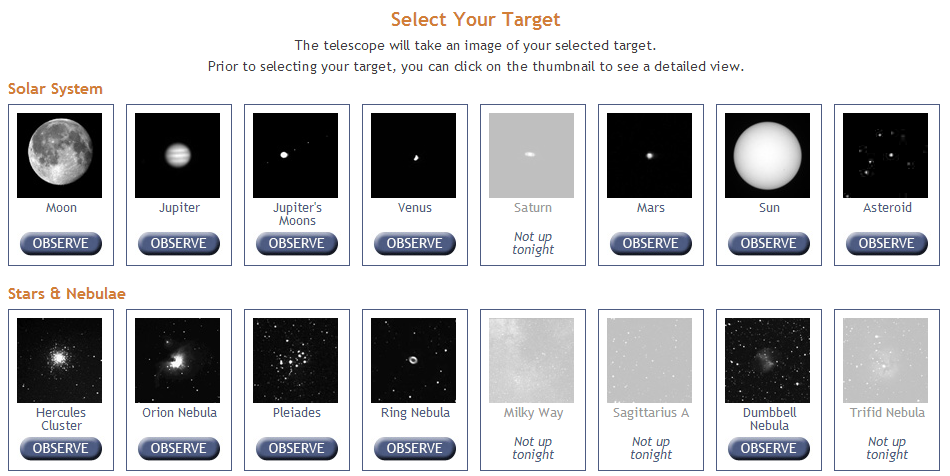 Select Your Target
The telescope will take an image of your selected target.
Prior to selecting your target, you can click on the thumbnail to see a detailed view.
Solar System
Moon
OBSERVE
Jupiter
OBSERVE
Jupiter's
Moons
OBSERVE
Venus
OBSERVE
Saturn
Not up
tonight
Mars
OBSERVE
Sun
OBSERVE
Asteroid
OBSERVE
Stars & Nebulae
Hercules
Cluster
OBSERVE
Orion Nebula
OBSERVE
Pleiades
OBSERVE
Ring Nebula
OBSERVE
Milky Way
Not up
tonight
Sagittarius A
Not up
tonight
Dumbbell
Nebula
OBSERVE
Trifid Nebula
Not up
tonight